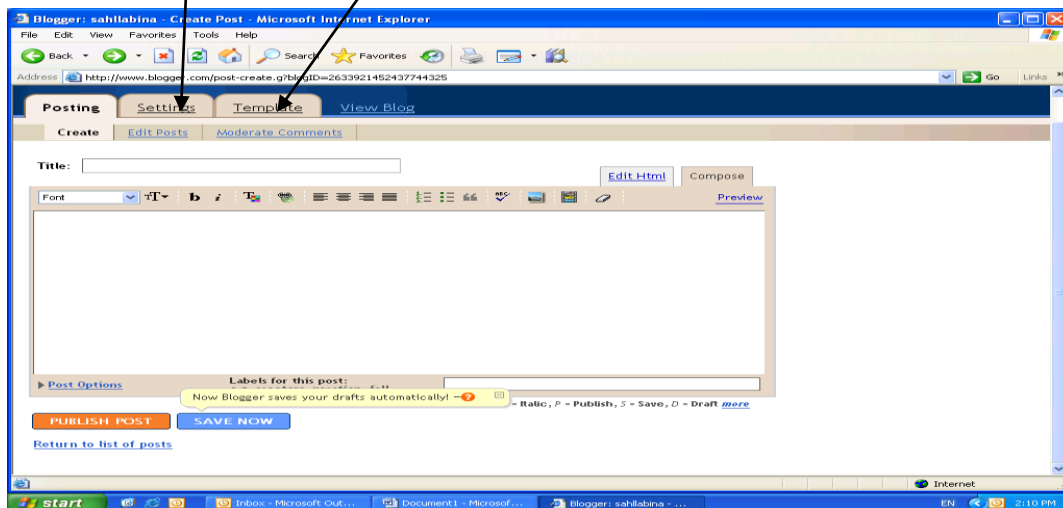 Blogger: sahllabina - Create Post - Microsoft Internet Explorer
File Edit View Favorites Tools Help
Back Search Favorites
Address http://www.blogger.com/post-create.g?blogID=2633921452437744325 Go Links »
Posting Settings Template View Blog
Create Edit Posts Moderate Comments
Title:
Edit Html Compose
Font T b i T ABC Preview
Post Options Labels for this post:
Now Blogger saves your drafts automatically! –
= Italic, P = Publish, S = Save, D = Draft more
PUBLISH POST SAVE NOW
Return to list of posts
Internet
start Inbox - Microsoft Out... Document1 - Microsof... Blogger: sahllabina - ... EN 2:10 PM